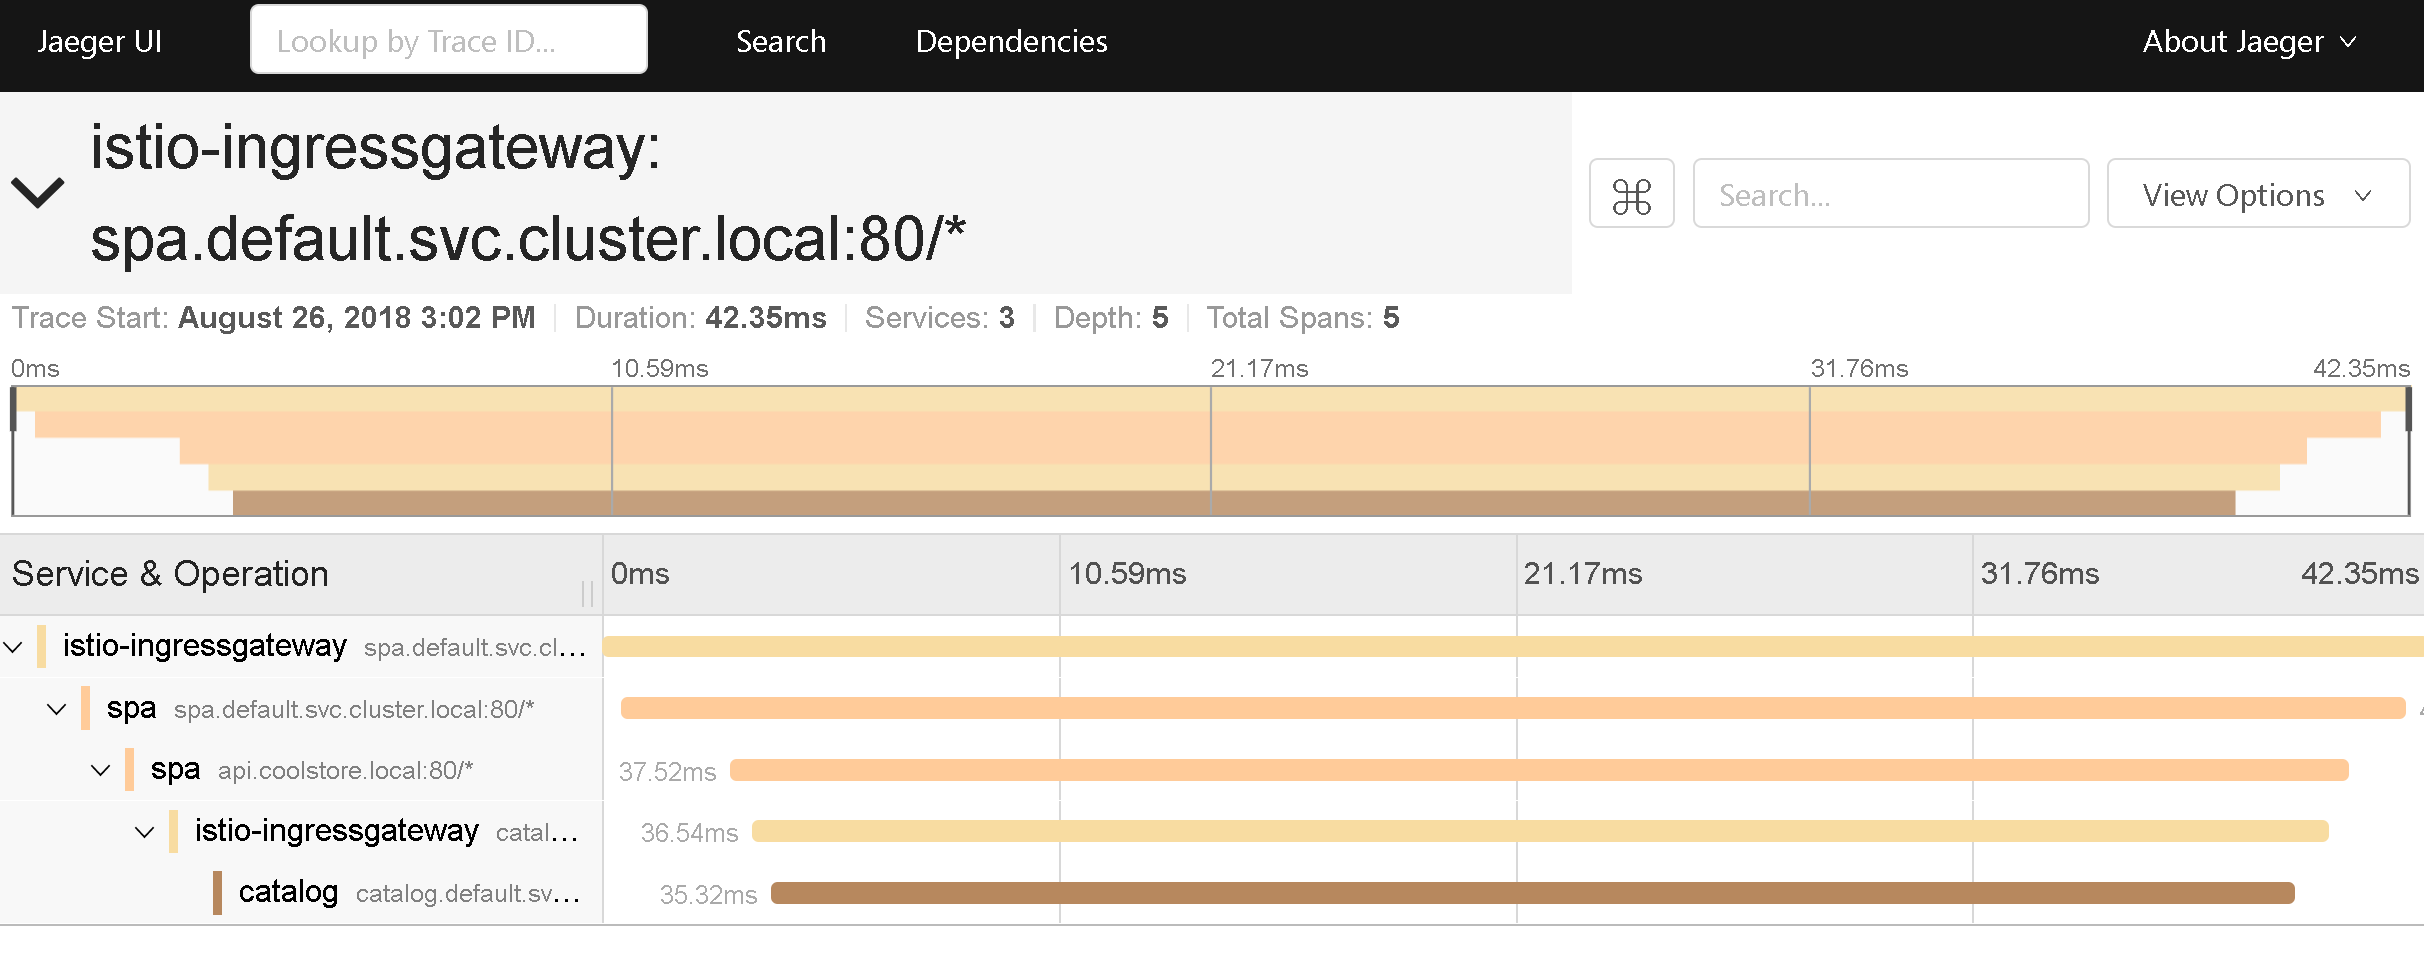 Jaeger UI Lookup by Trace ID... Search Dependencies About Jaeger
istio-ingressgateway:
spa.default.svc.cluster.local:80/*
⌘ Search... View Options
Trace Start: August 26, 2018 3:02 PM Duration: 42.35ms Services: 3 Depth: 5 Total Spans: 5
0ms 10.59ms 21.17ms 31.76ms 42.35ms
Service & Operation 0ms 10.59ms 21.17ms 31.76ms 42.35ms
istio-ingressgateway spa.default.svc.cl...
spa spa.default.svc.cluster.local:80/*
spa api.coolstore.local:80/* 37.52ms
istio-ingressgateway catal... 36.54ms
catalog catalog.default.sv... 35.32ms